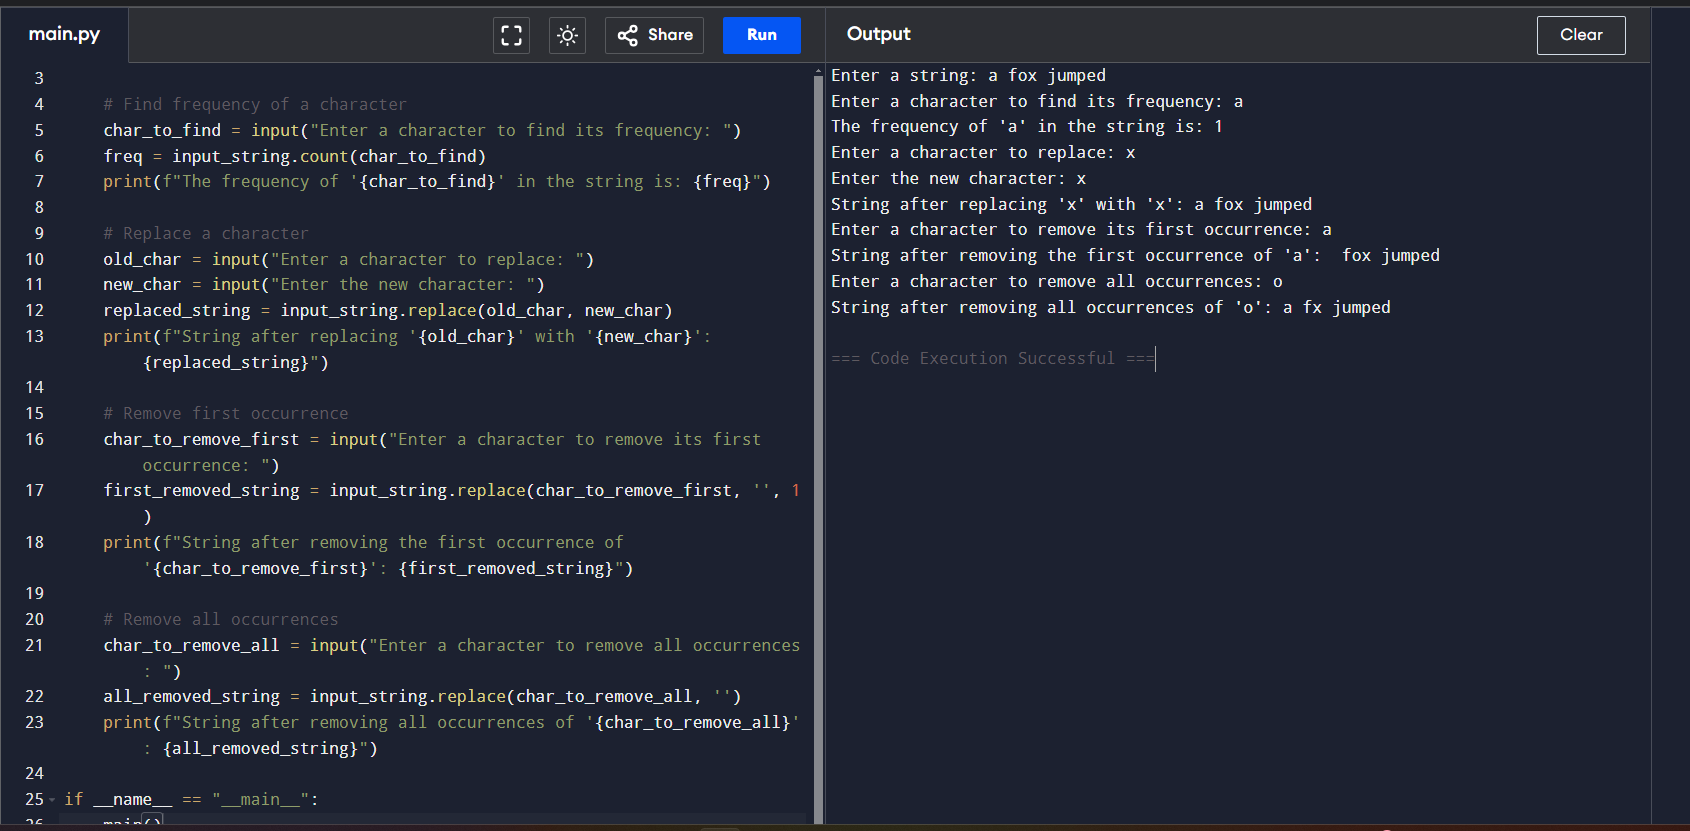 main.py
Share
Run
3
4 # Find frequency of a character
5 char_to_find = input("Enter a character to find its frequency: ")
6 freq = input_string.count(char_to_find)
7 print(f"The frequency of '{char_to_find}' in the string is: {freq}")
8
9 # Replace a character
10 old_char = input("Enter a character to replace: ")
11 new_char = input("Enter the new character: ")
12 replaced_string = input_string.replace(old_char, new_char)
13 print(f"String after replacing '{old_char}' with '{new_char}':
{replaced_string}")
14
15 # Remove first occurrence
16 char_to_remove_first = input("Enter a character to remove its first
occurrence: ")
17 first_removed_string = input_string.replace(char_to_remove_first, '', 1
)
18 print(f"String after removing the first occurrence of
'{char_to_remove_first}': {first_removed_string}")
19
20 # Remove all occurrences
21 char_to_remove_all = input("Enter a character to remove all occurrences
: ")
22 all_removed_string = input_string.replace(char_to_remove_all, '')
23 print(f"String after removing all occurrences of '{char_to_remove_all}'
: {all_removed_string}")
24
25 if __name__ == "__main__":
26 main()
Output
Clear
Enter a string: a fox jumped
Enter a character to find its frequency: a
The frequency of 'a' in the string is: 1
Enter a character to replace: x
Enter the new character: x
String after replacing 'x' with 'x': a fox jumped
Enter a character to remove its first occurrence: a
String after removing the first occurrence of 'a':  fox jumped
Enter a character to remove all occurrences: o
String after removing all occurrences of 'o': a fx jumped
=== Code Execution Successful ===